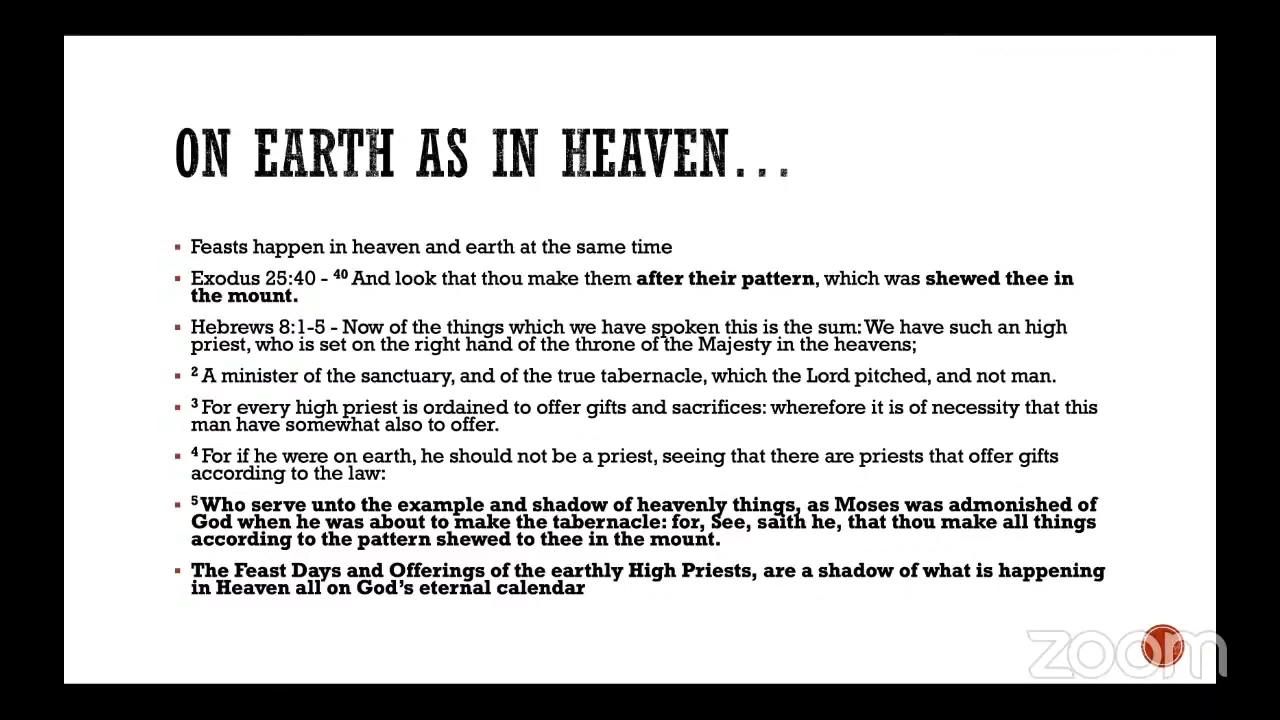 ON EARTH AS IN HEAVEN...
▪ Feasts happen in heaven and earth at the same time
▪ Exodus 25:40 - 40 And look that thou make them after their pattern, which was shewed thee in
the mount.
▪ Hebrews 8:1-5 - Now of the things which we have spoken this is the sum: We have such an high
priest, who is set on the right hand of the throne of the Majesty in the heavens;
▪ 2 A minister of the sanctuary, and of the true tabernacle, which the Lord pitched, and not man.
▪ 3 For every high priest is ordained to offer gifts and sacrifices: wherefore it is of necessity that this
man have somewhat also to offer.
▪ 4 For if he were on earth, he should not be a priest, seeing that there are priests that offer gifts
according to the law:
▪ 5 Who serve unto the example and shadow of heavenly things, as Moses was admonished of
God when he was about to make the tabernacle: for, See, saith he, that thou make all things
according to the pattern shewed to thee in the mount.
▪ The Feast Days and Offerings of the earthly High Priests, are a shadow of what is happening
in Heaven all on God's eternal calendar
zoom